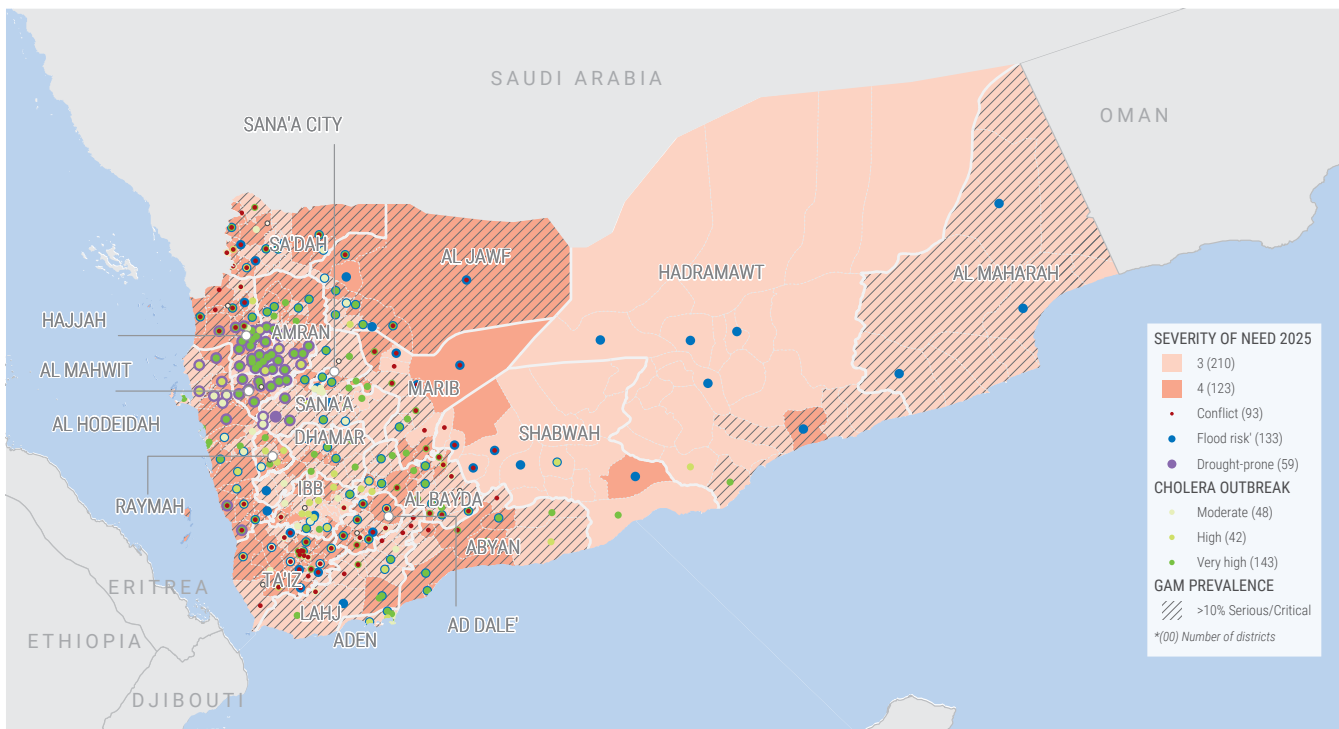 SAUDI ARABIA
OMAN
SANA'A CITY
SA'DAH
AL JAWF
HADRAMAWT
AL MAHARAH
HAJJAH
AMRAN
AL MAHWIT
MARIB
SANA'A
AL HODEIDAH
DHAMAR
SHABWAH
IBB
AL BAYDA
RAYMAH
ABYAN
TA'IZ
ERITREA
LAHJ
AD DALE'
ADEN
ETHIOPIA
DJIBOUTI
SEVERITY OF NEED 2025
3 (210)
4 (123)
Conflict (93)
Flood risk' (133)
Drought-prone (59)
CHOLERA OUTBREAK
Moderate (48)
High (42)
Very high (143)
GAM PREVALENCE
>10% Serious/Critical
*(00) Number of districts